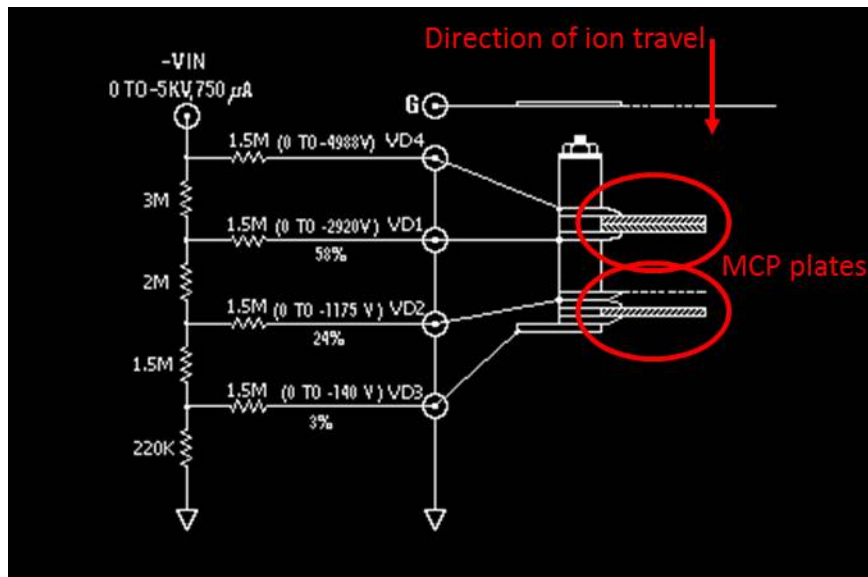 Direction of ion travel
-VIN
0 TO -5KV,750 µA
G
1.5M (0 TO -4988V) VD4
3M
1.5M (0 TO -2920V) VD1
58%
MCP plates
2M
1.5M (0 TO -1175 V) VD2
24%
1.5M
1.5M (0 TO -140 V) VD3
3%
220K